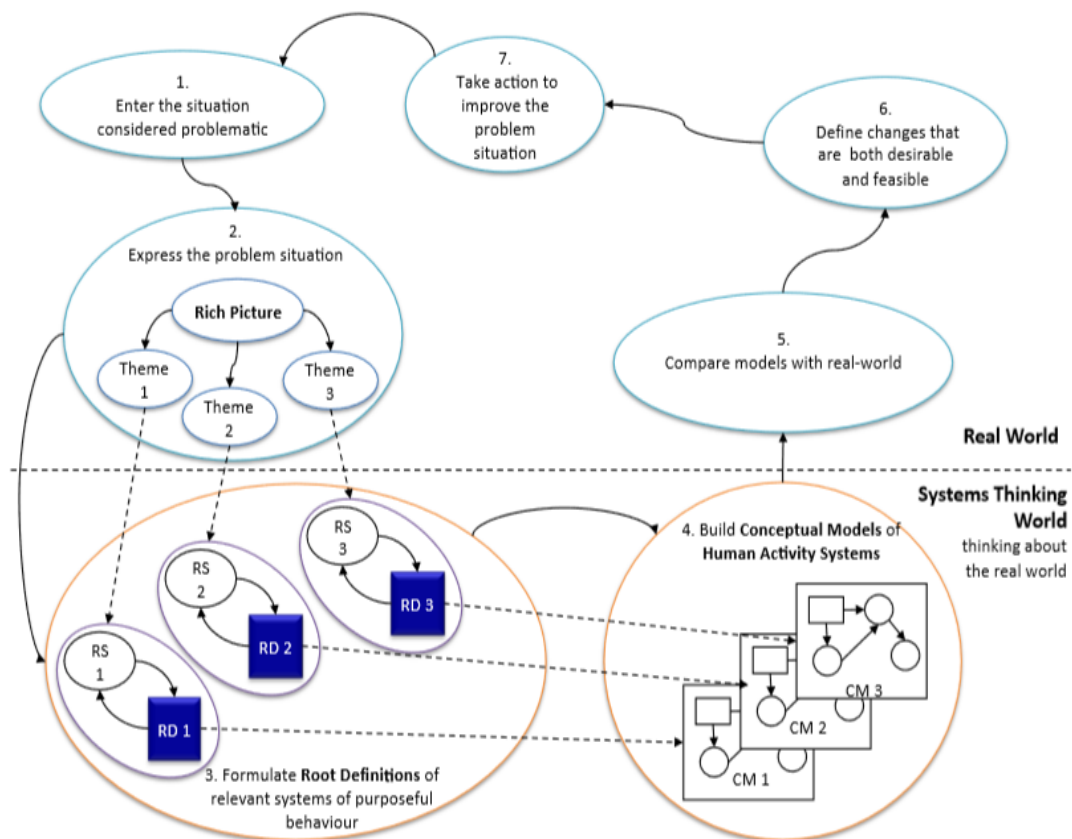 1.
Enter the situation
considered problematic
7.
Take action to
improve the
problem
situation
6.
Define changes that
are both desirable
and feasible
2.
Express the problem situation
Rich Picture
Theme
1
Theme
2
Theme
3
5.
Compare models with real-world
Real World
Systems Thinking
World
thinking about
the real world
RS
1
RD 1
RS
2
RD 2
RS
3
RD 3
3. Formulate Root Definitions of
relevant systems of purposeful
behaviour
4. Build Conceptual Models of
Human Activity Systems
CM 3
CM 2
CM 1